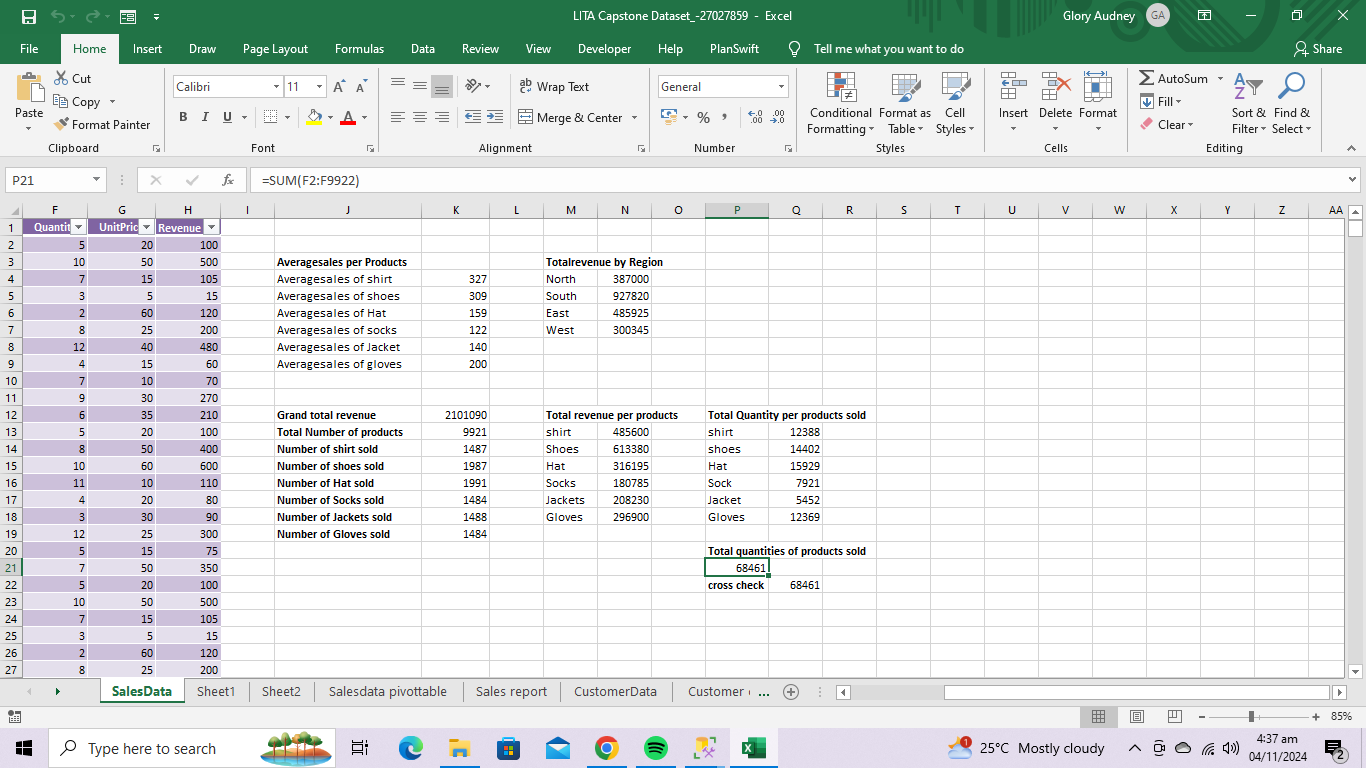 LITA Capstone Dataset_-27027859 - Excel
Glory Audney GA
File Home Insert Draw Page Layout Formulas Data Review View Developer Help PlanSwift Tell me what you want to do Share
Paste
Cut
Copy
Format Painter
Clipboard
Calibri 11
B I U
Font
Wrap Text
Merge & Center
Alignment
General
Number
Conditional Formatting
Format as Table
Cell Styles
Styles
Insert Delete Format
Cells
AutoSum
Fill
Clear
Sort & Filter
Find & Select
Editing
P21 fx =SUM(F2:F9922)
F G H I J K L M N O P Q R S T U V W X Y Z AA
1 Quantit UnitPric Revenue
2 5 20 100
3 10 50 500 Averagesales per Products Totalrevenue by Region
4 7 15 105 Averagesales of shirt 327 North 387000
5 3 5 15 Averagesales of shoes 309 South 927820
6 2 60 120 Averagesales of Hat 159 East 485925
7 8 25 200 Averagesales of socks 122 West 300345
8 12 40 480 Averagesales of Jacket 140
9 4 15 60 Averagesales of gloves 200
10 7 10 70
11 9 30 270
12 6 35 210 Grand total revenue 2101090 Total revenue per products Total Quantity per products sold
13 5 20 100 Total Number of products 9921 shirt 485600 shirt 12388
14 8 50 400 Number of shirt sold 1487 Shoes 613380 shoes 14402
15 10 60 600 Number of shoes sold 1987 Hat 316195 Hat 15929
16 11 10 110 Number of Hat sold 1991 Socks 180785 Sock 7921
17 4 20 80 Number of Socks sold 1484 Jackets 208230 Jacket 5452
18 3 30 90 Number of Jackets sold 1488 Gloves 296900 Gloves 12369
19 12 25 300 Number of Gloves sold 1484
20 5 15 75 Total quantities of products sold
21 7 50 350 68461
22 5 20 100 cross check 68461
23 10 50 500
24 7 15 105
25 3 5 15
26 2 60 120
27 8 25 200
SalesData Sheet1 Sheet2 Salesdata pivottable Sales report CustomerData Customer ...
85%
Type here to search
1 25°C Mostly cloudy
4:37 am
04/11/2024
2